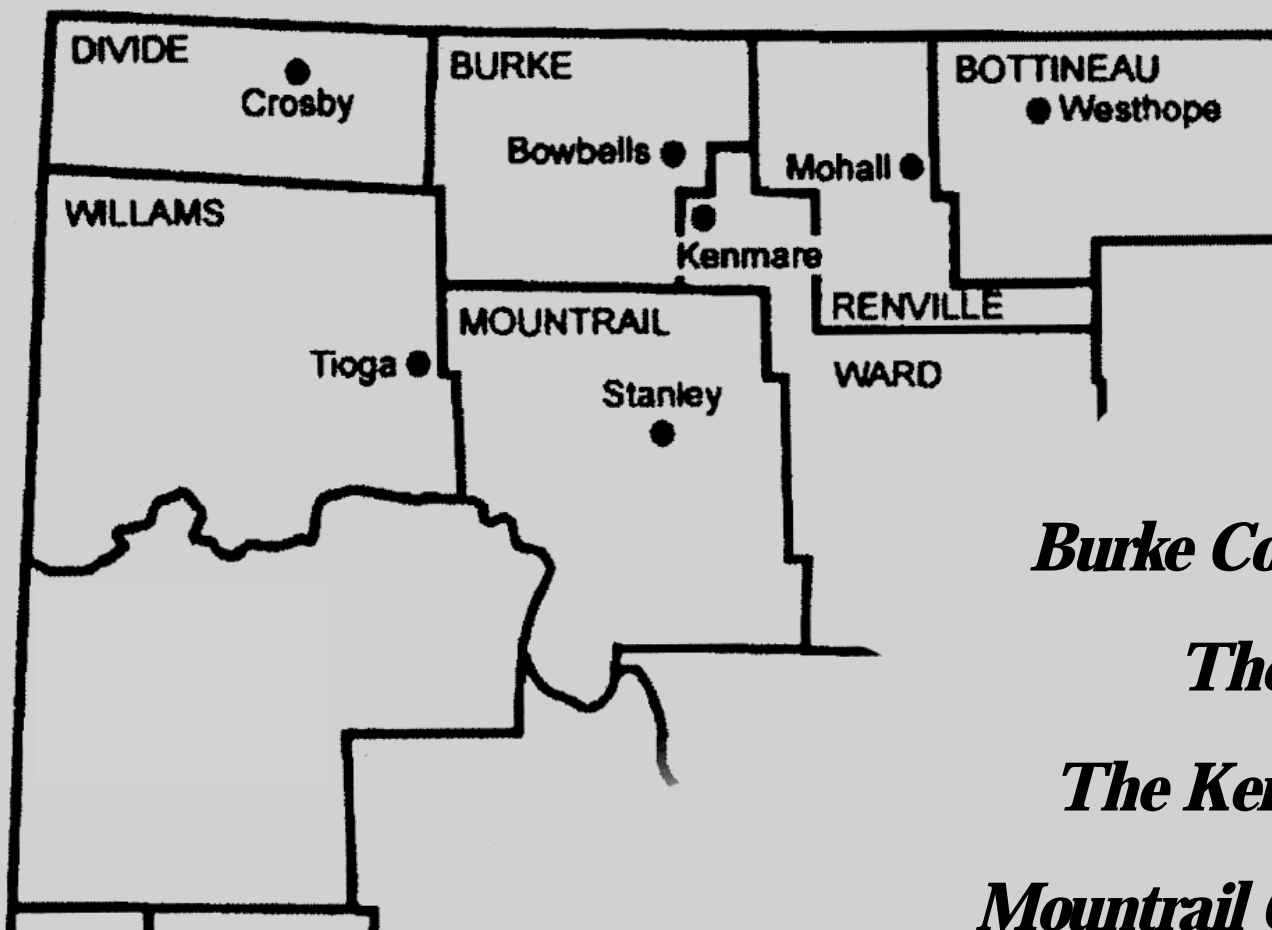 DIVIDE
Crosby
BURKE
Bowbells
BOTTINEAU
Westhope
Mohall
WILLAMS
Kenmare
RENVILLE
MOUNTRAIL
Tioga
Stanley
WARD
Burke Co
The
The Ken
Mountrail